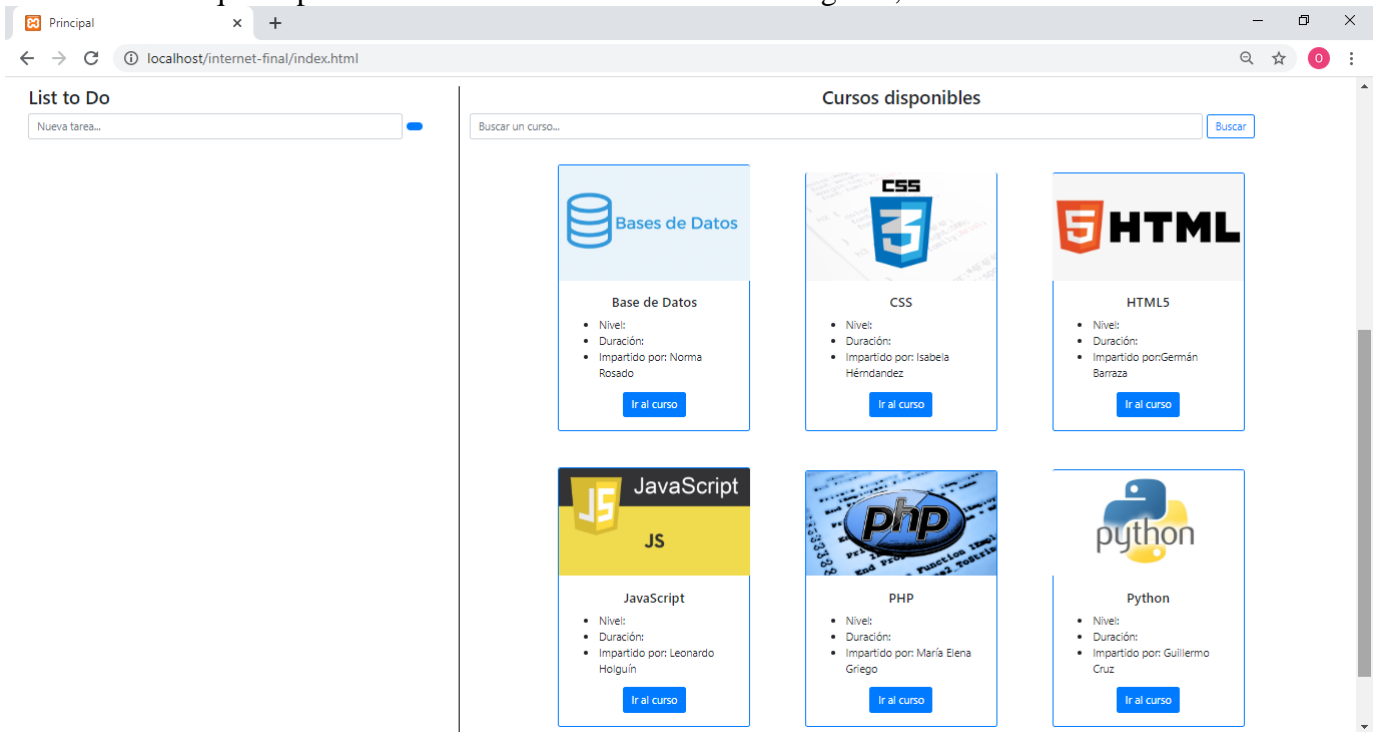 Principal
localhost/internet-final/index.html
O
List to Do
Nueva tarea...
Cursos disponibles
Buscar un curso...
Buscar
Bases de Datos
Base de Datos
Nivel:
Duración:
Impartido por: Norma
Rosado
Ir al curso
CSS
3
CSS
Nivel:
Duración:
Impartido por: Isabela
Hérndandez
Ir al curso
5 HTML
HTML5
Nivel:
Duración:
Impartido por:Germán
Barraza
Ir al curso
JS JavaScript
JS
JavaScript
Nivel:
Duración:
Impartido por: Leonardo
Holguín
Ir al curso
php
PHP
Nivel:
Duración:
Impartido por: María Elena
Griego
Ir al curso
python
Python
Nivel:
Duración:
Impartido por: Guillermo
Cruz
Ir al curso